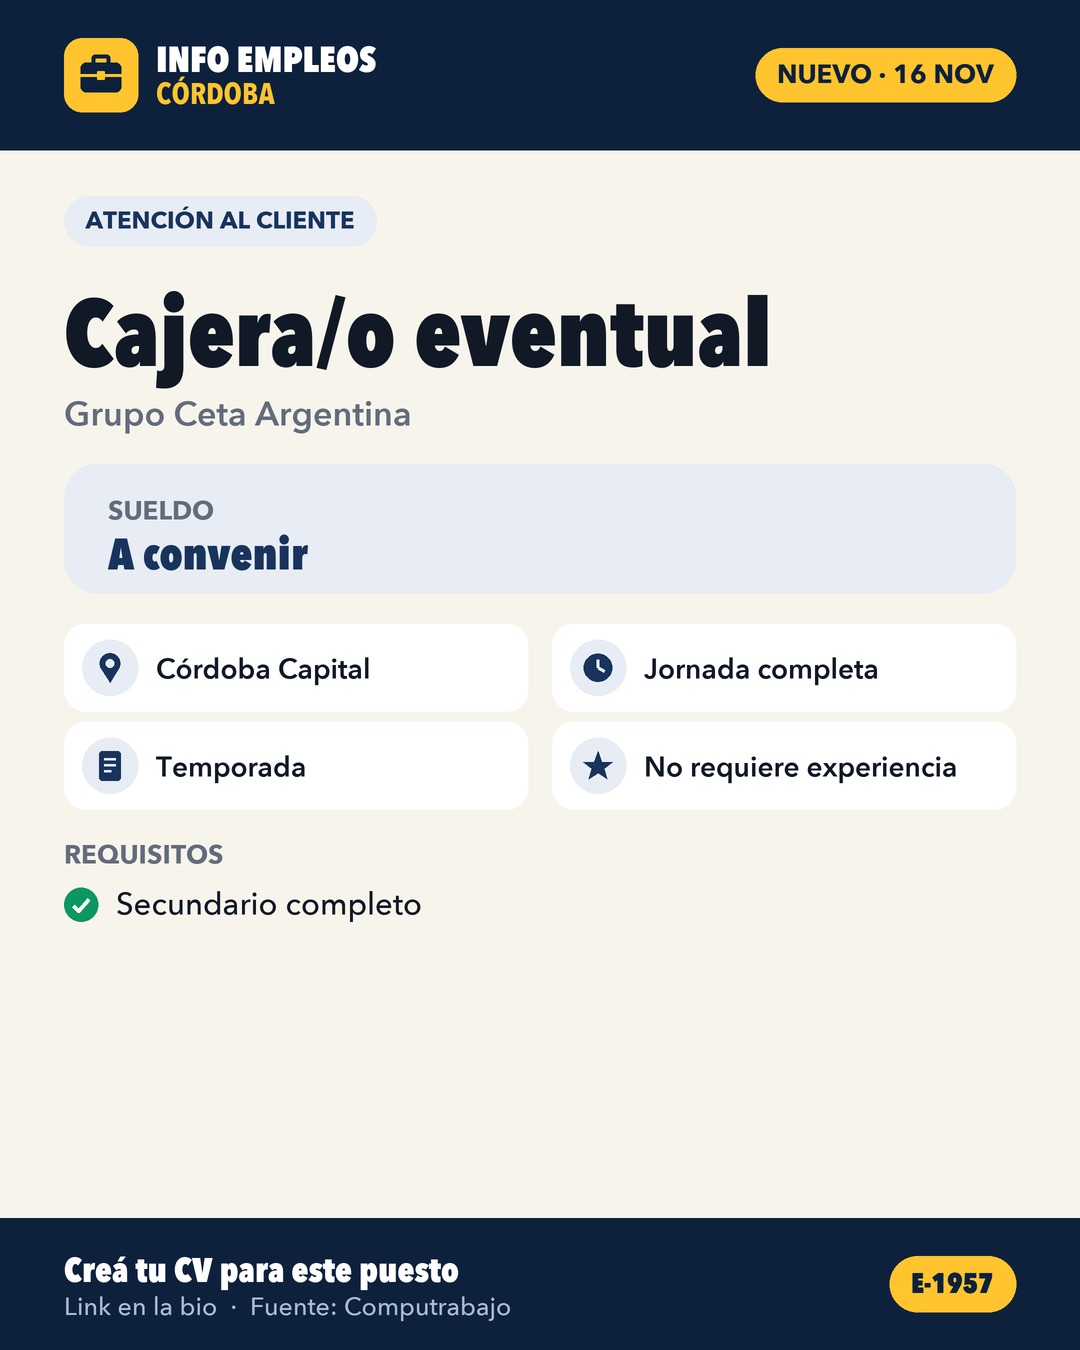 INFO EMPLEOS
CÓRDOBA
NUEVO · 16 NOV
ATENCIÓN AL CLIENTE
Cajera/o eventual
Grupo Ceta Argentina
SUELDO
A convenir
Córdoba Capital
Jornada completa
Temporada
No requiere experiencia
REQUISITOS
Secundario completo
Creá tu CV para este puesto
Link en la bio · Fuente: Computrabajo
E-1957